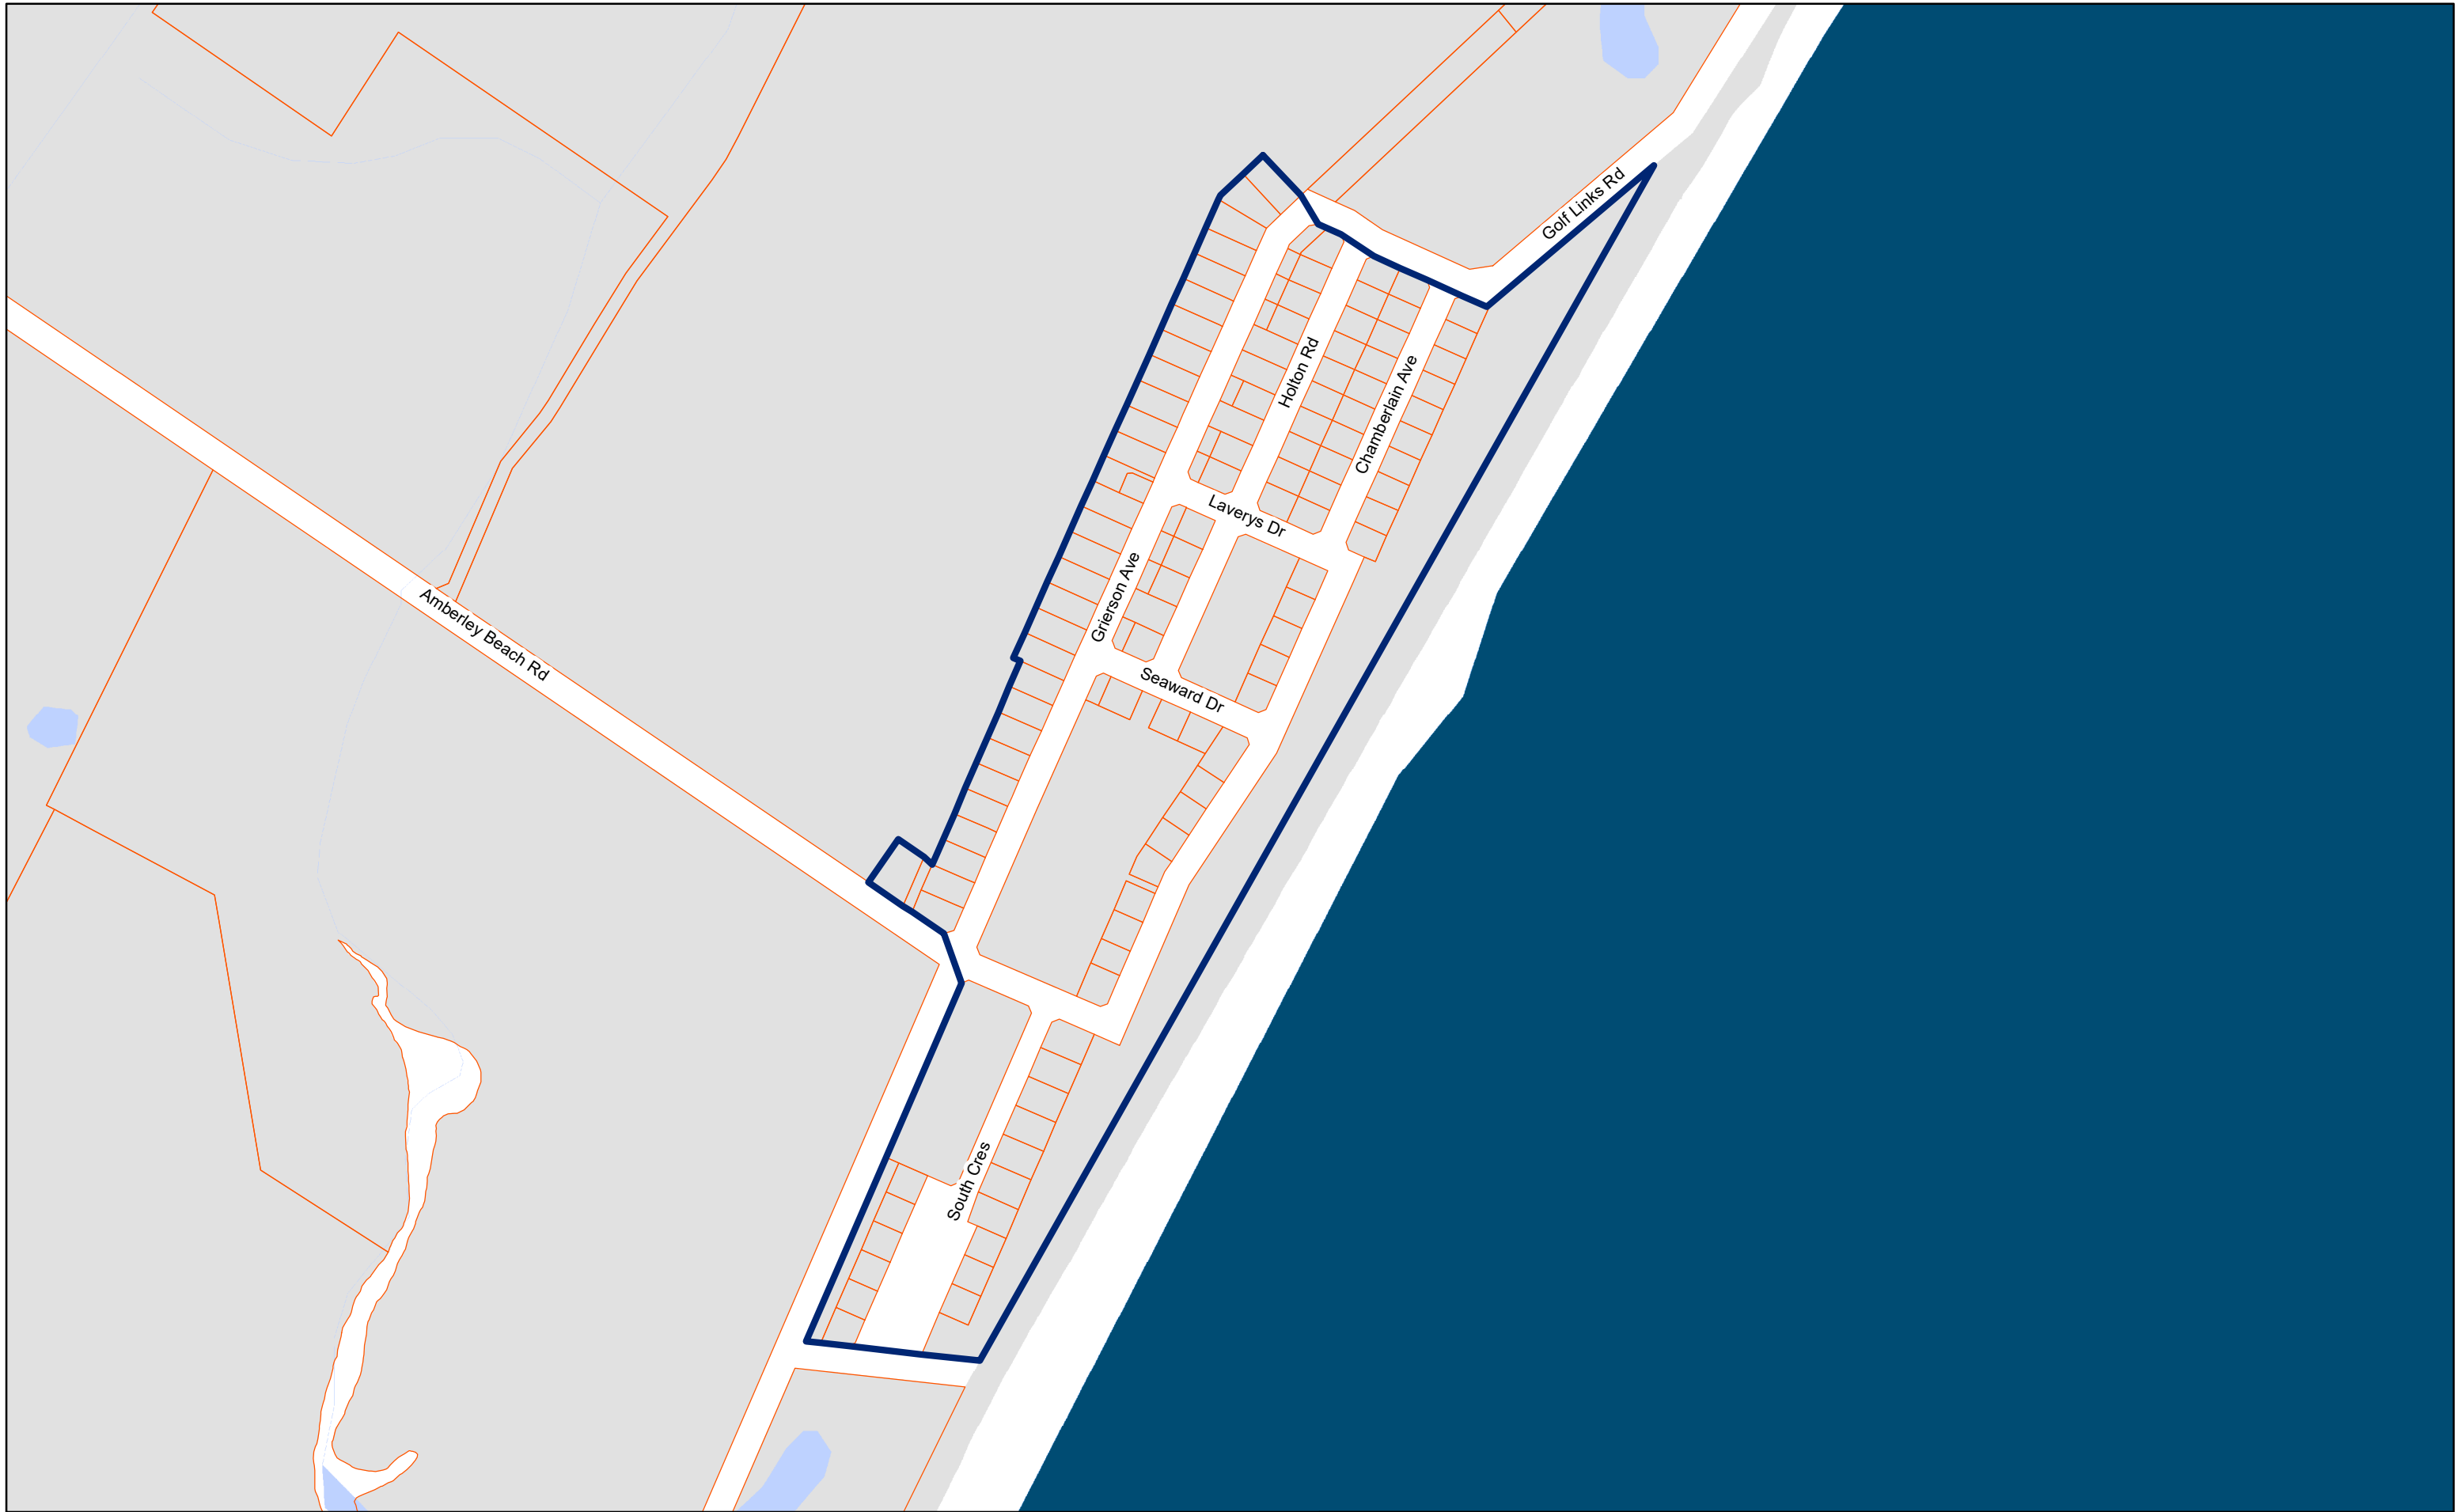 Golf Links Rd
Holton Rd
Chamberlain Ave
Laverys Dr
Grierson Ave
Amberley Beach Rd
Seaward Dr
South Cres